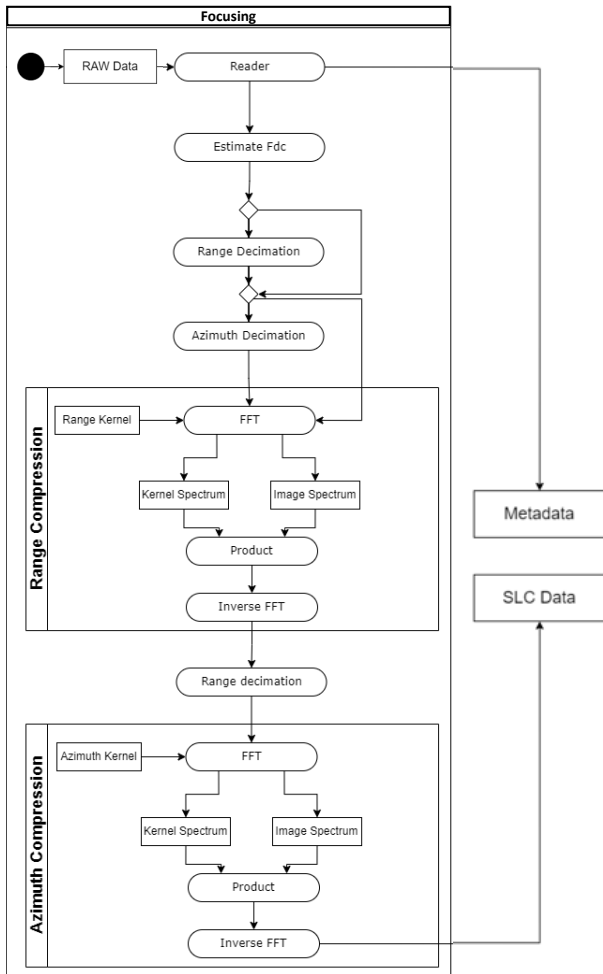 Focusing
RAW Data
Reader
Estimate Fdc
Range Decimation
Azimuth Decimation
Range Compression
Range Kernel
FFT
Kernel Spectrum
Image Spectrum
Product
Inverse FFT
Metadata
SLC Data
Range decimation
Azimuth Compression
Azimuth Kernel
FFT
Kernel Spectrum
Image Spectrum
Product
Inverse FFT